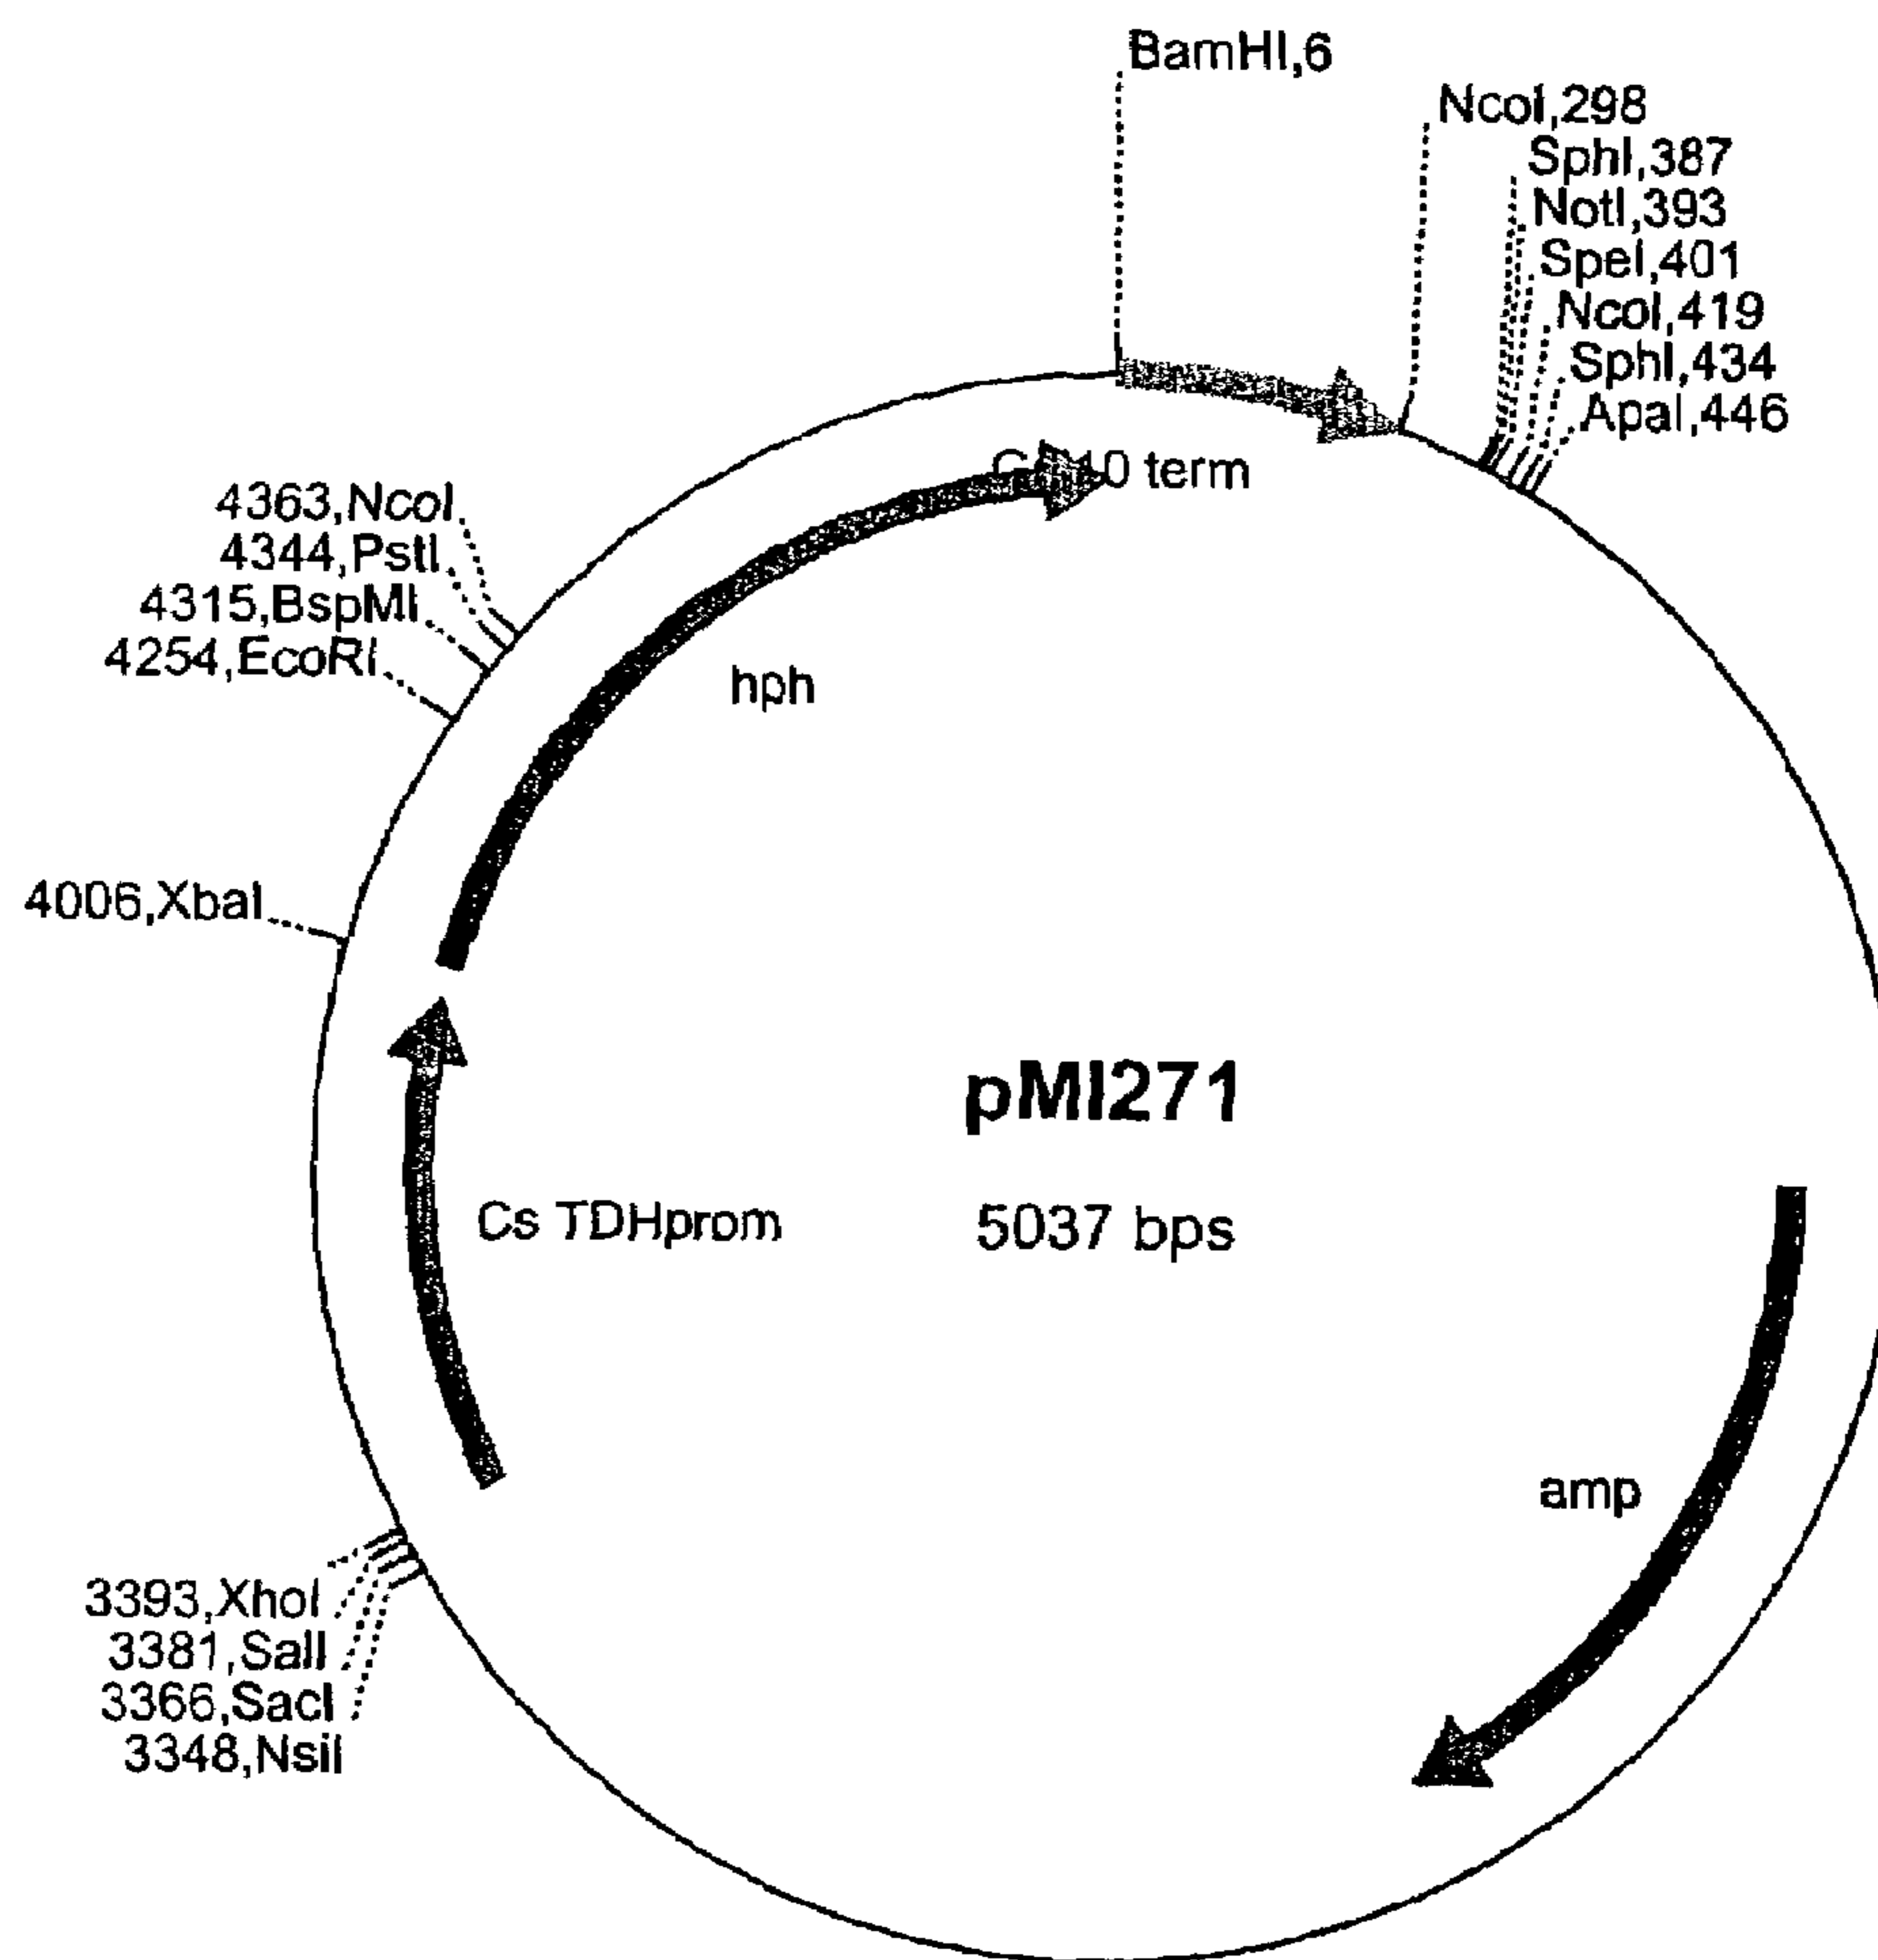 BamHI,6
NcoI,298
SphI,387
NotI,393
SpeI,401
NcoI,419
SphI,434
ApaI,446
term
4363,NcoI
4344,PstI
4315,BspMI
4254,EcoRI
hph
4006,XbaI
pMI271
Cs TDHprom
5037 bps
amp
3393,XhoI
3381,SalI
3366,SacI
3348,NsiI